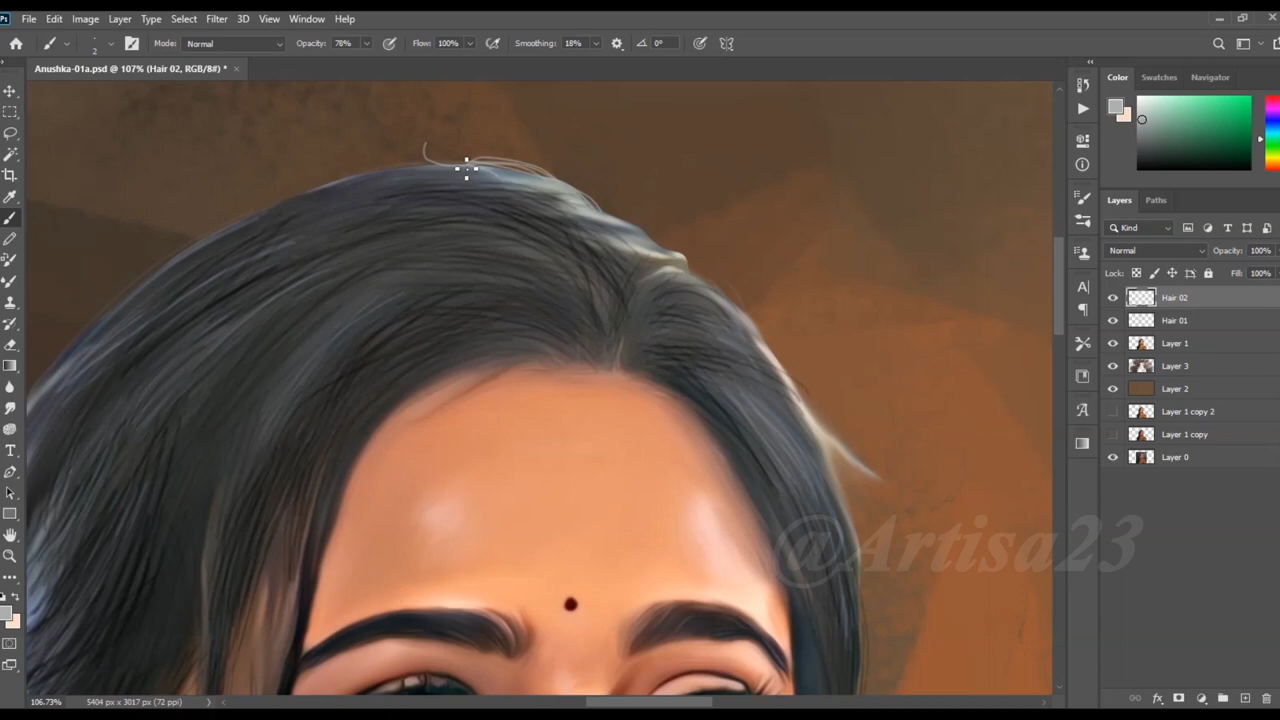 Ps File Edit Image Layer Type Select Filter 3D View Window Help
2 Mode: Normal Opacity: 78% Flow: 100% Smoothing: 18% 0°
Anushka-01a.psd @ 107% (Hair 02, RGB/8#) * ×
Color Swatches Navigator
Layers Paths
Kind
Normal Opacity: 100%
Lock: Fill: 100%
Hair 02
Hair 01
Layer 1
Layer 3
Layer 2
Layer 1 copy 2
Layer 1 copy
Layer 0
@Artisa23
106.73% 5404 px x 3017 px (72 ppi)